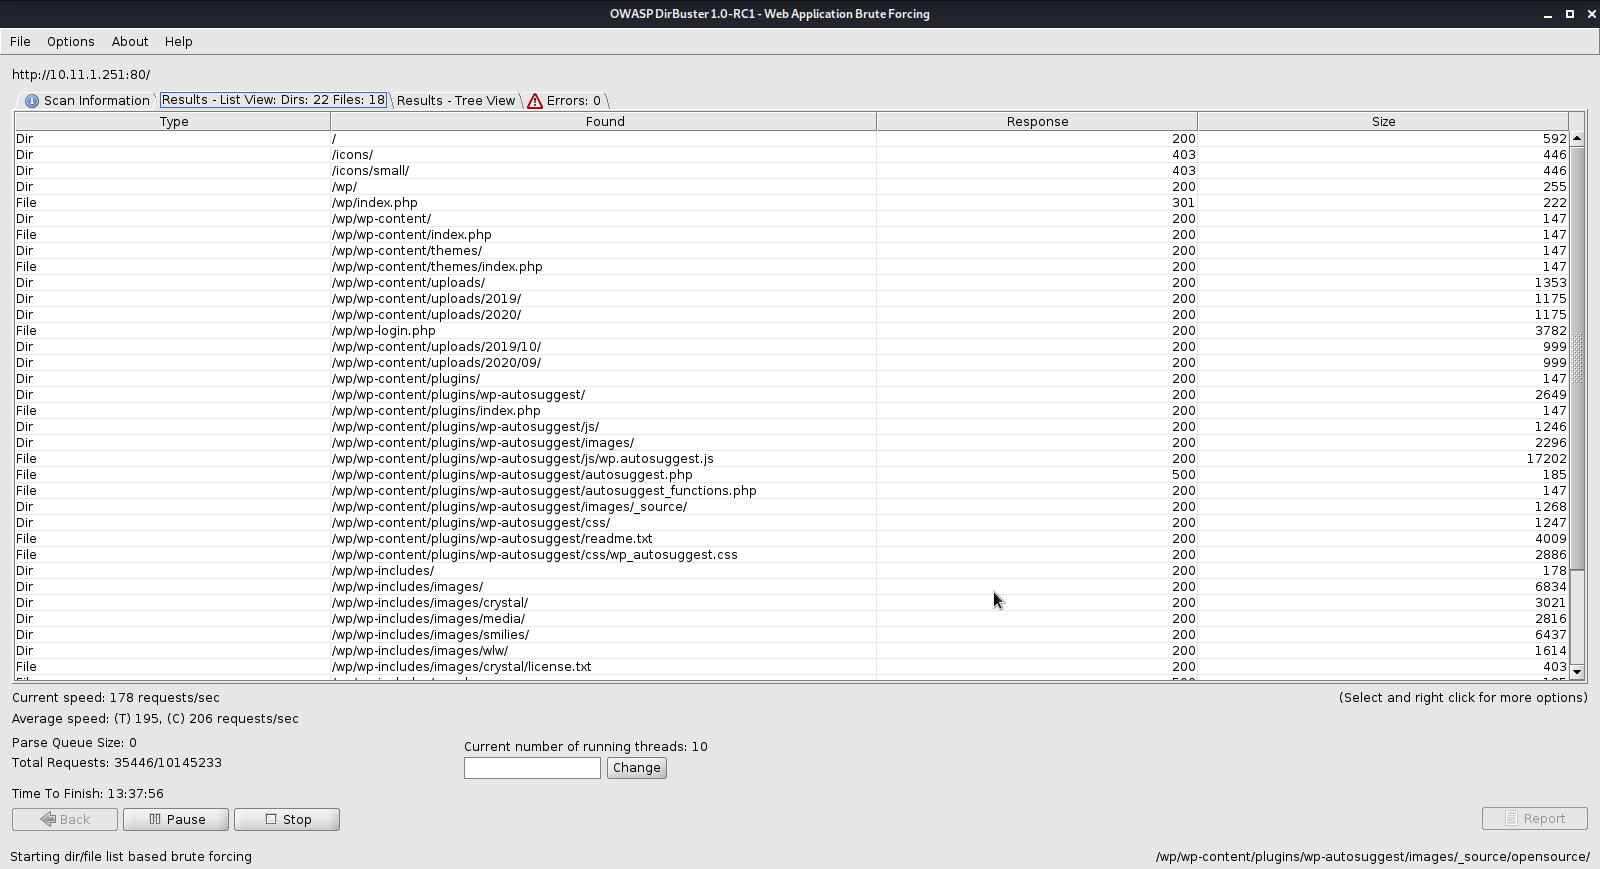 OWASP DirBuster 1.0-RC1 - Web Application Brute Forcing
File Options About Help
http://10.11.1.251:80/
Scan Information Results - List View: Dirs: 22 Files: 18 Results - Tree View Errors: 0
Type Found Response Size
Dir / 200 592
Dir /icons/ 403 446
Dir /icons/small/ 403 446
Dir /wp/ 200 255
File /wp/index.php 301 222
Dir /wp/wp-content/ 200 147
File /wp/wp-content/index.php 200 147
Dir /wp/wp-content/themes/ 200 147
File /wp/wp-content/themes/index.php 200 147
Dir /wp/wp-content/uploads/ 200 1353
Dir /wp/wp-content/uploads/2019/ 200 1175
Dir /wp/wp-content/uploads/2020/ 200 1175
File /wp/wp-login.php 200 3782
Dir /wp/wp-content/uploads/2019/10/ 200 999
Dir /wp/wp-content/uploads/2020/09/ 200 999
Dir /wp/wp-content/plugins/ 200 147
Dir /wp/wp-content/plugins/wp-autosuggest/ 200 2649
File /wp/wp-content/plugins/index.php 200 147
Dir /wp/wp-content/plugins/wp-autosuggest/js/ 200 1246
Dir /wp/wp-content/plugins/wp-autosuggest/images/ 200 2296
File /wp/wp-content/plugins/wp-autosuggest/js/wp.autosuggest.js 200 17202
File /wp/wp-content/plugins/wp-autosuggest/autosuggest.php 500 185
File /wp/wp-content/plugins/wp-autosuggest/autosuggest_functions.php 200 147
Dir /wp/wp-content/plugins/wp-autosuggest/images/_source/ 200 1268
Dir /wp/wp-content/plugins/wp-autosuggest/css/ 200 1247
File /wp/wp-content/plugins/wp-autosuggest/readme.txt 200 4009
File /wp/wp-content/plugins/wp-autosuggest/css/wp_autosuggest.css 200 2886
Dir /wp/wp-includes/ 200 178
Dir /wp/wp-includes/images/ 200 6834
Dir /wp/wp-includes/images/crystal/ 200 3021
Dir /wp/wp-includes/images/media/ 200 2816
Dir /wp/wp-includes/images/smilies/ 200 6437
Dir /wp/wp-includes/images/wlw/ 200 1614
File /wp/wp-includes/images/crystal/license.txt 200 403
Current speed: 178 requests/sec (Select and right click for more options)
Average speed: (T) 195, (C) 206 requests/sec
Parse Queue Size: 0 Current number of running threads: 10
Total Requests: 35446/10145233 Change
Time To Finish: 13:37:56
Back Pause Stop Report
Starting dir/file list based brute forcing /wp/wp-content/plugins/wp-autosuggest/images/_source/opensource/